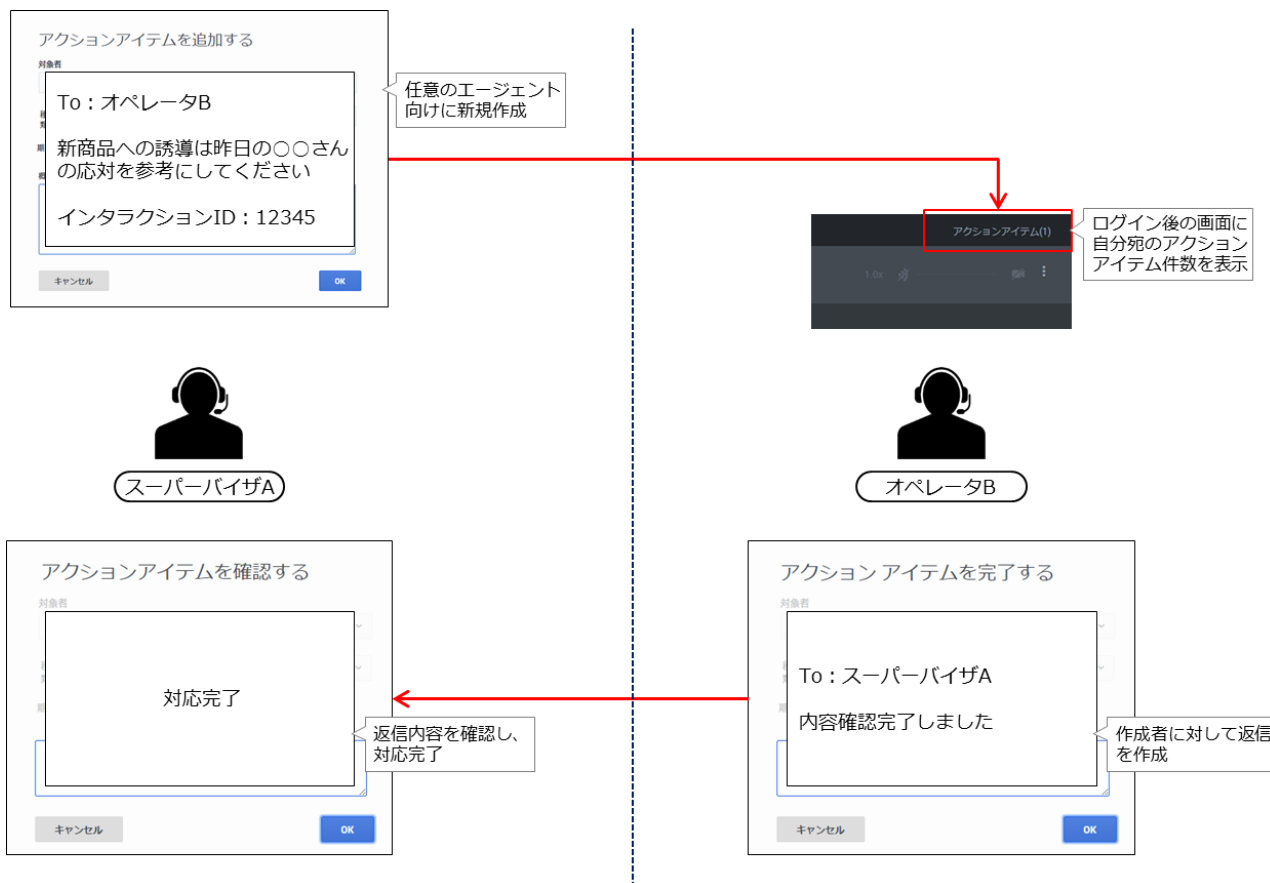 アクションアイテムを追加する
対象者
To：オペレータB
新商品への誘導は昨日の○○さん
の応対を参考にしてください
インタラクションID：12345
キャンセル
OK
任意のエージェント
向けに新規作成
アクションアイテム(1)
1.0x
ログイン後の画面に
自分宛のアクション
アイテム件数を表示
スーパーバイザA
オペレータB
アクションアイテムを確認する
対象者
対応完了
返信内容を確認し、
対応完了
キャンセル
OK
アクション アイテムを完了する
対象者
To：スーパーバイザA
内容確認完了しました
作成者に対して返信
を作成
キャンセル
OK